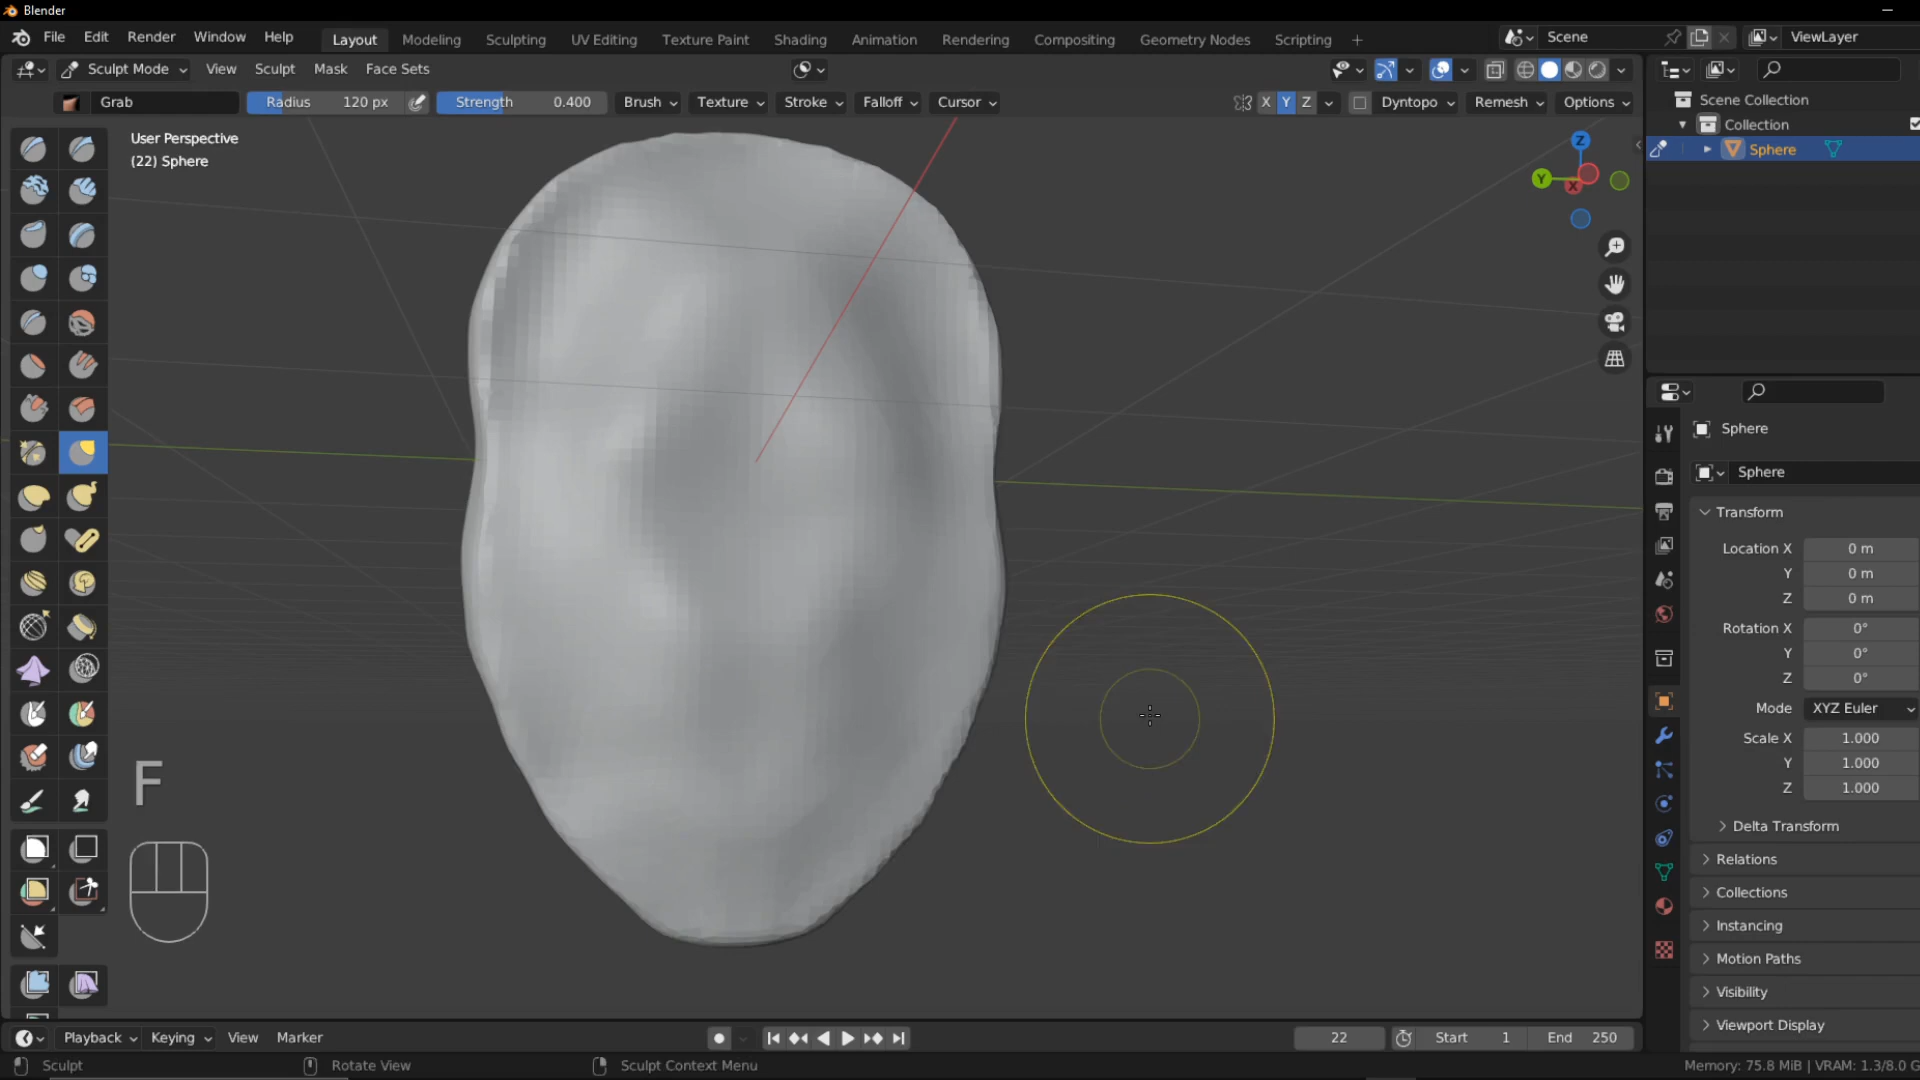 Blender
File Edit Render Window Help Layout Modeling Sculpting UV Editing Texture Paint Shading Animation Rendering Compositing Geometry Nodes Scripting + Scene ViewLayer
Sculpt Mode View Sculpt Mask Face Sets
Grab Radius 120 px Strength 0.400 Brush Texture Stroke Falloff Cursor X Y Z Dyntopo Remesh Options
Scene Collection
Collection
Sphere
User Perspective
(22) Sphere
Z
Y
X
Sphere
Sphere
Transform
Location X 0 m
Y 0 m
Z 0 m
Rotation X 0°
Y 0°
Z 0°
Mode XYZ Euler
Scale X 1.000
Y 1.000
Z 1.000
Delta Transform
Relations
Collections
Instancing
Motion Paths
Visibility
Viewport Display
F
Playback Keying View Marker 22 Start 1 End 250
Sculpt Rotate View Sculpt Context Menu Memory: 75.8 MiB | VRAM: 1.3/8.0 G